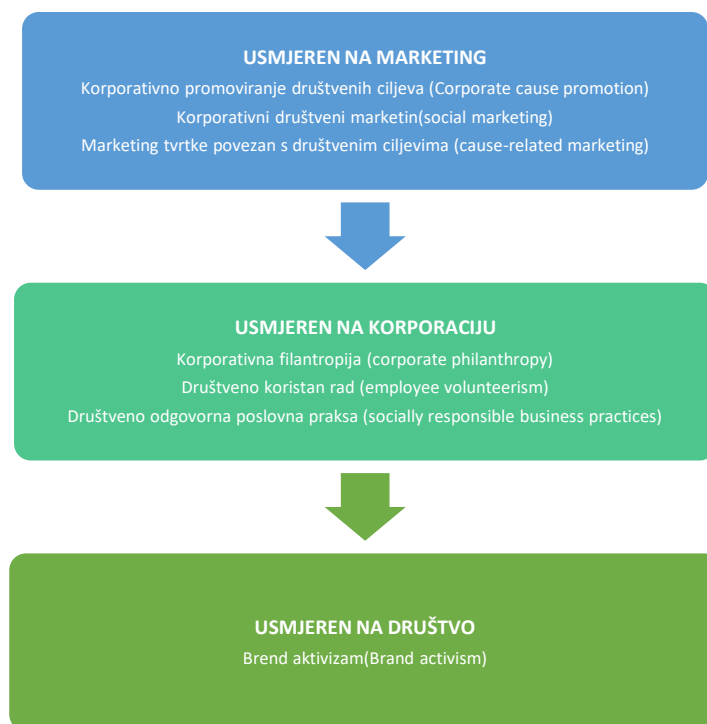 USMJEREN NA MARKETING
Korporativno promoviranje društvenih ciljeva (Corporate cause promotion)
Korporativni društveni marketin(social marketing)
Marketing tvrtke povezan s društvenim ciljevima (cause-related marketing)
USMJEREN NA KORPORACIJU
Korporativna filantropija (corporate philanthropy)
Društveno koristan rad (employee volunteerism)
Društveno odgovorna poslovna praksa (socially responsible business practices)
USMJEREN NA DRUŠTVO
Brend aktivizam(Brand activism)